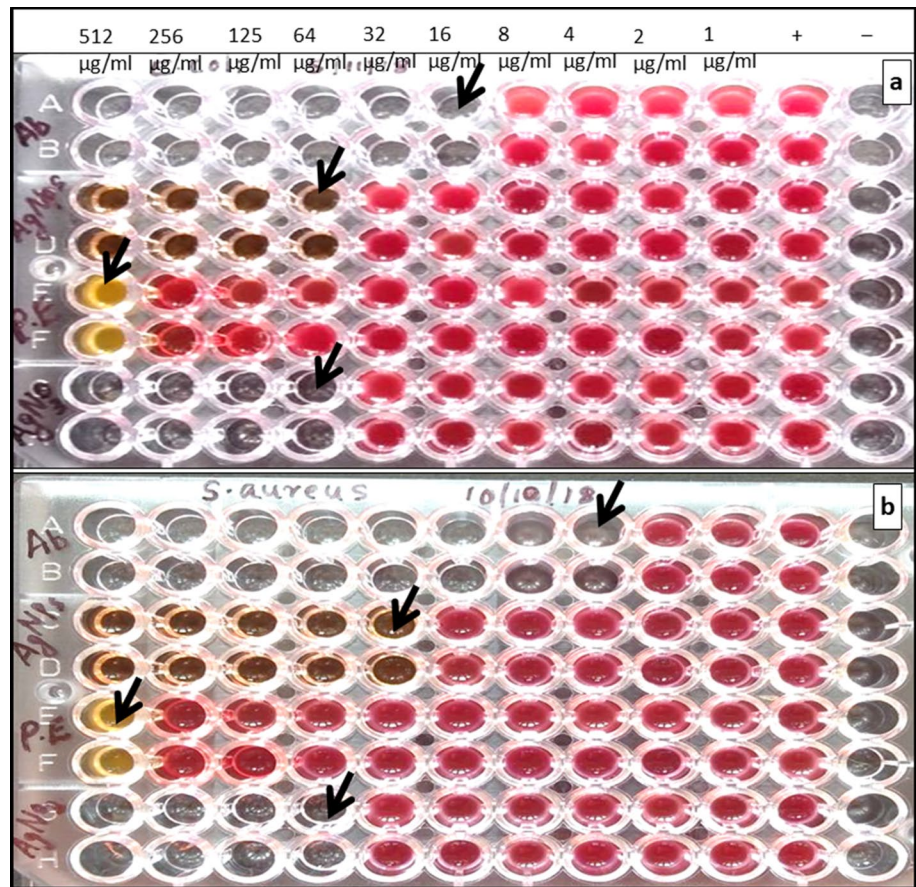 512 256 125 64 32 16 8 4 2 1 + –
µg/ml µg/ml µg/ml µg/ml µg/ml µg/ml µg/ml µg/ml µg/ml µg/ml
a
A
Ab
B
AgNPs
D
E
P.E
F
AgNo3
b
S.aureus 10/10/18
A
Ab
B
AgNPs
D
E
P.E
F
G
AgNo3
H